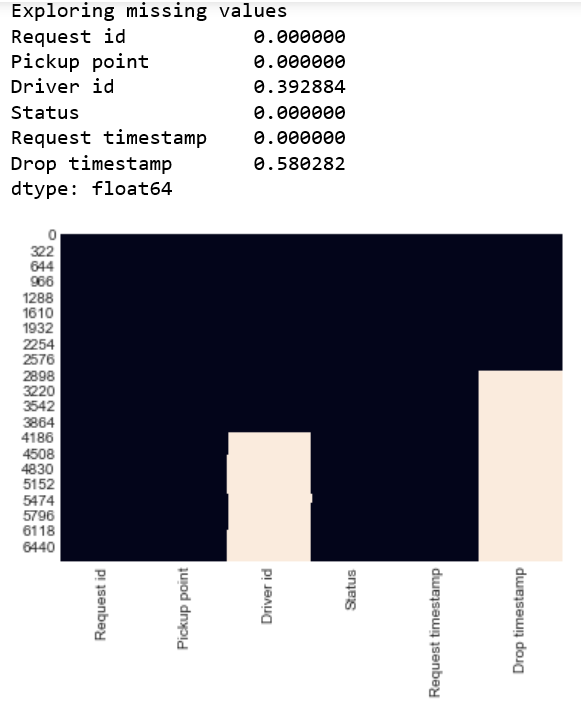 Exploring missing values
Request id 0.000000
Pickup point 0.000000
Driver id 0.392884
Status 0.000000
Request timestamp 0.000000
Drop timestamp 0.580282
dtype: float64
0
322
644
966
1288
1610
1932
2254
2576
2898
3220
3542
3864
4186
4508
4830
5152
5474
5796
6118
6440
Request id
Pickup point
Driver id
Status
Request timestamp
Drop timestamp